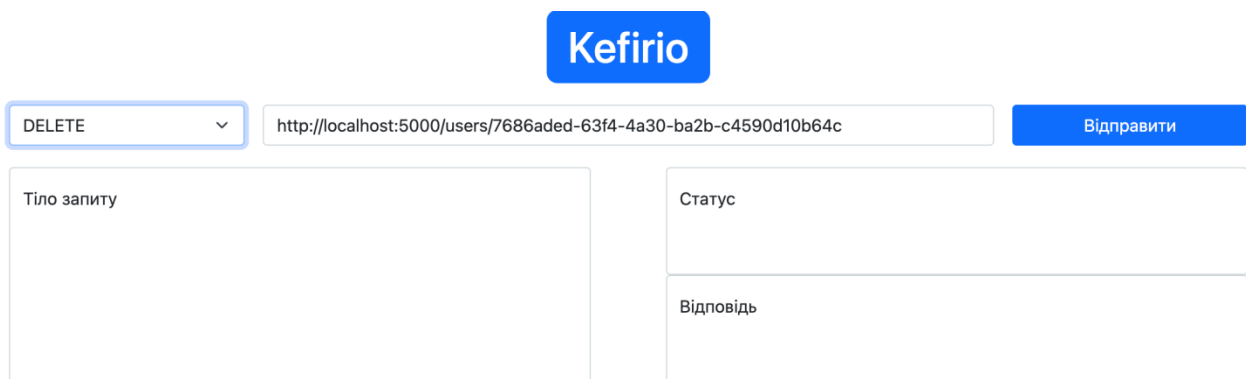 Kefirio
DELETE
http://localhost:5000/users/7686aded-63f4-4a30-ba2b-c4590d10b64c
Відправити
Тіло запиту
Статус
Відповідь